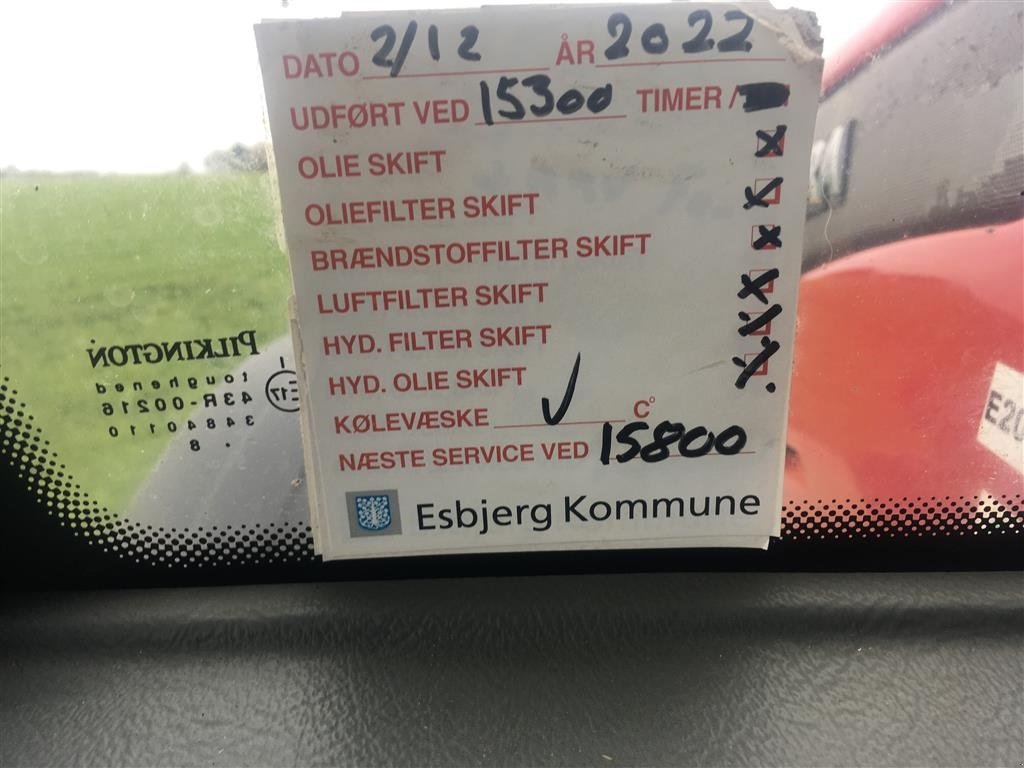 DATO 2/12 ÅR 2022
UDFØRT VED 15300 TIMER/
OLIE SKIFT
OLIEFILTER SKIFT
BRÆNDSTOFFILTER SKIFT
LUFTFILTER SKIFT
HYD. FILTER SKIFT
HYD. OLIE SKIFT
KØLEVÆSKE C°
NÆSTE SERVICE VED 15800
Esbjerg Kommune
PILKINGTON
toughened
43R-00216
34840110
. 8
E17